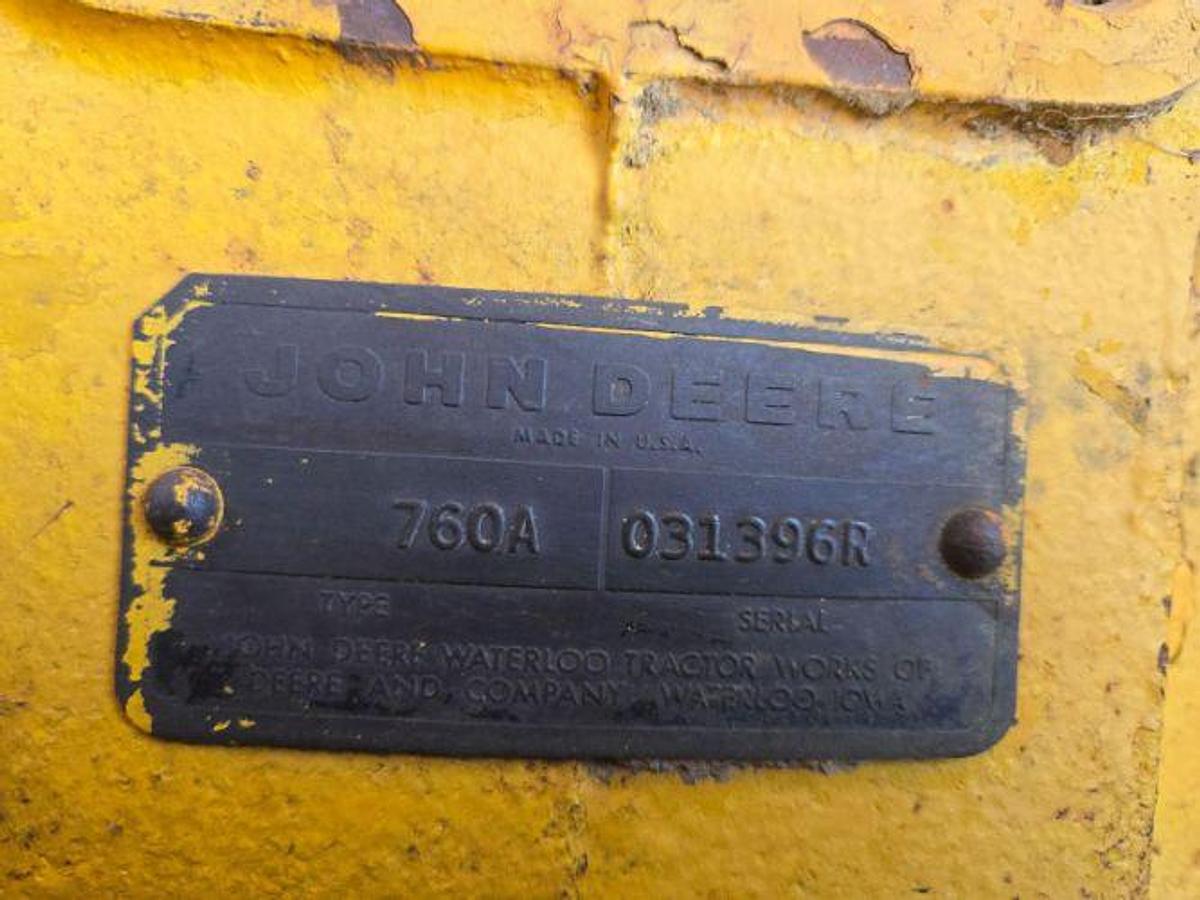 JOHN DEERE
MADE IN U.S.A.
760A 031396R
TYPE SERIAL
JOHN DEERE WATERLOO TRACTOR WORKS OF
DEERE AND COMPANY, WATERLOO, IOWA